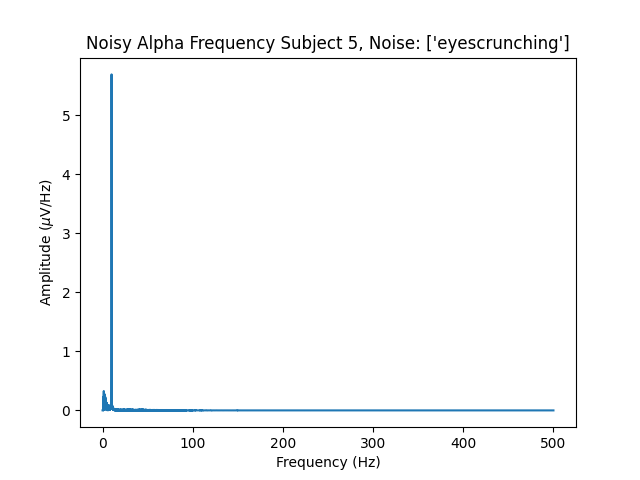 Noisy Alpha Frequency Subject 5, Noise: ['eyescrunching']
Amplitude (μV/Hz)
5
4
3
2
1
0
0 100 200 300 400 500
Frequency (Hz)